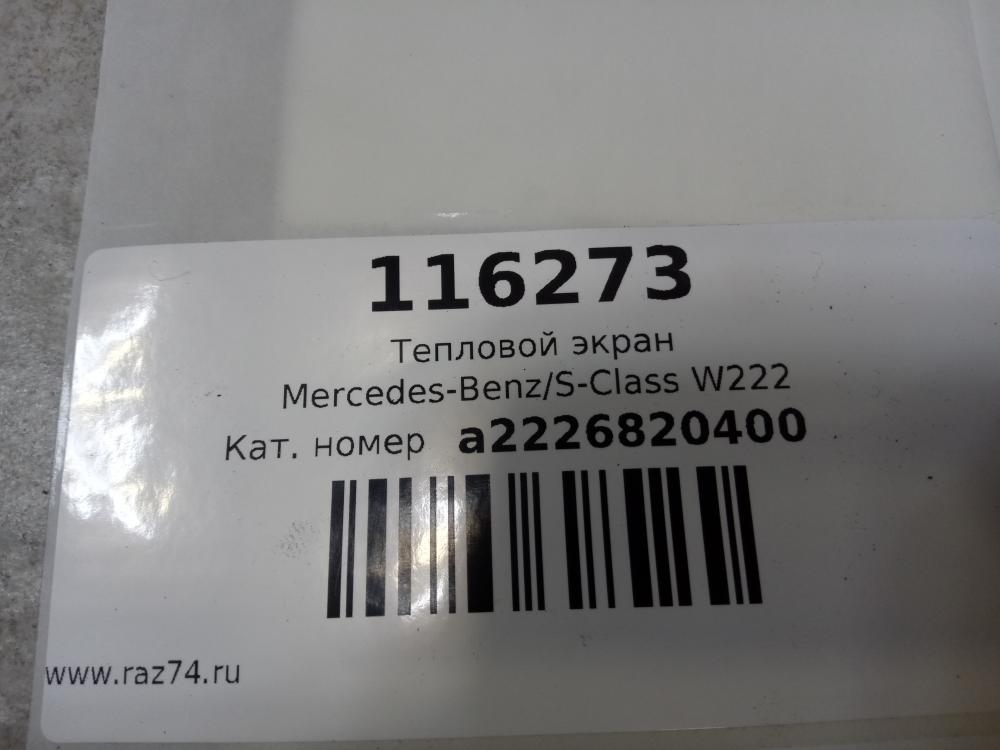 116273
Тепловой экран
Mercedes-Benz/S-Class W222
Кат. номер a2226820400
www.raz74.ru